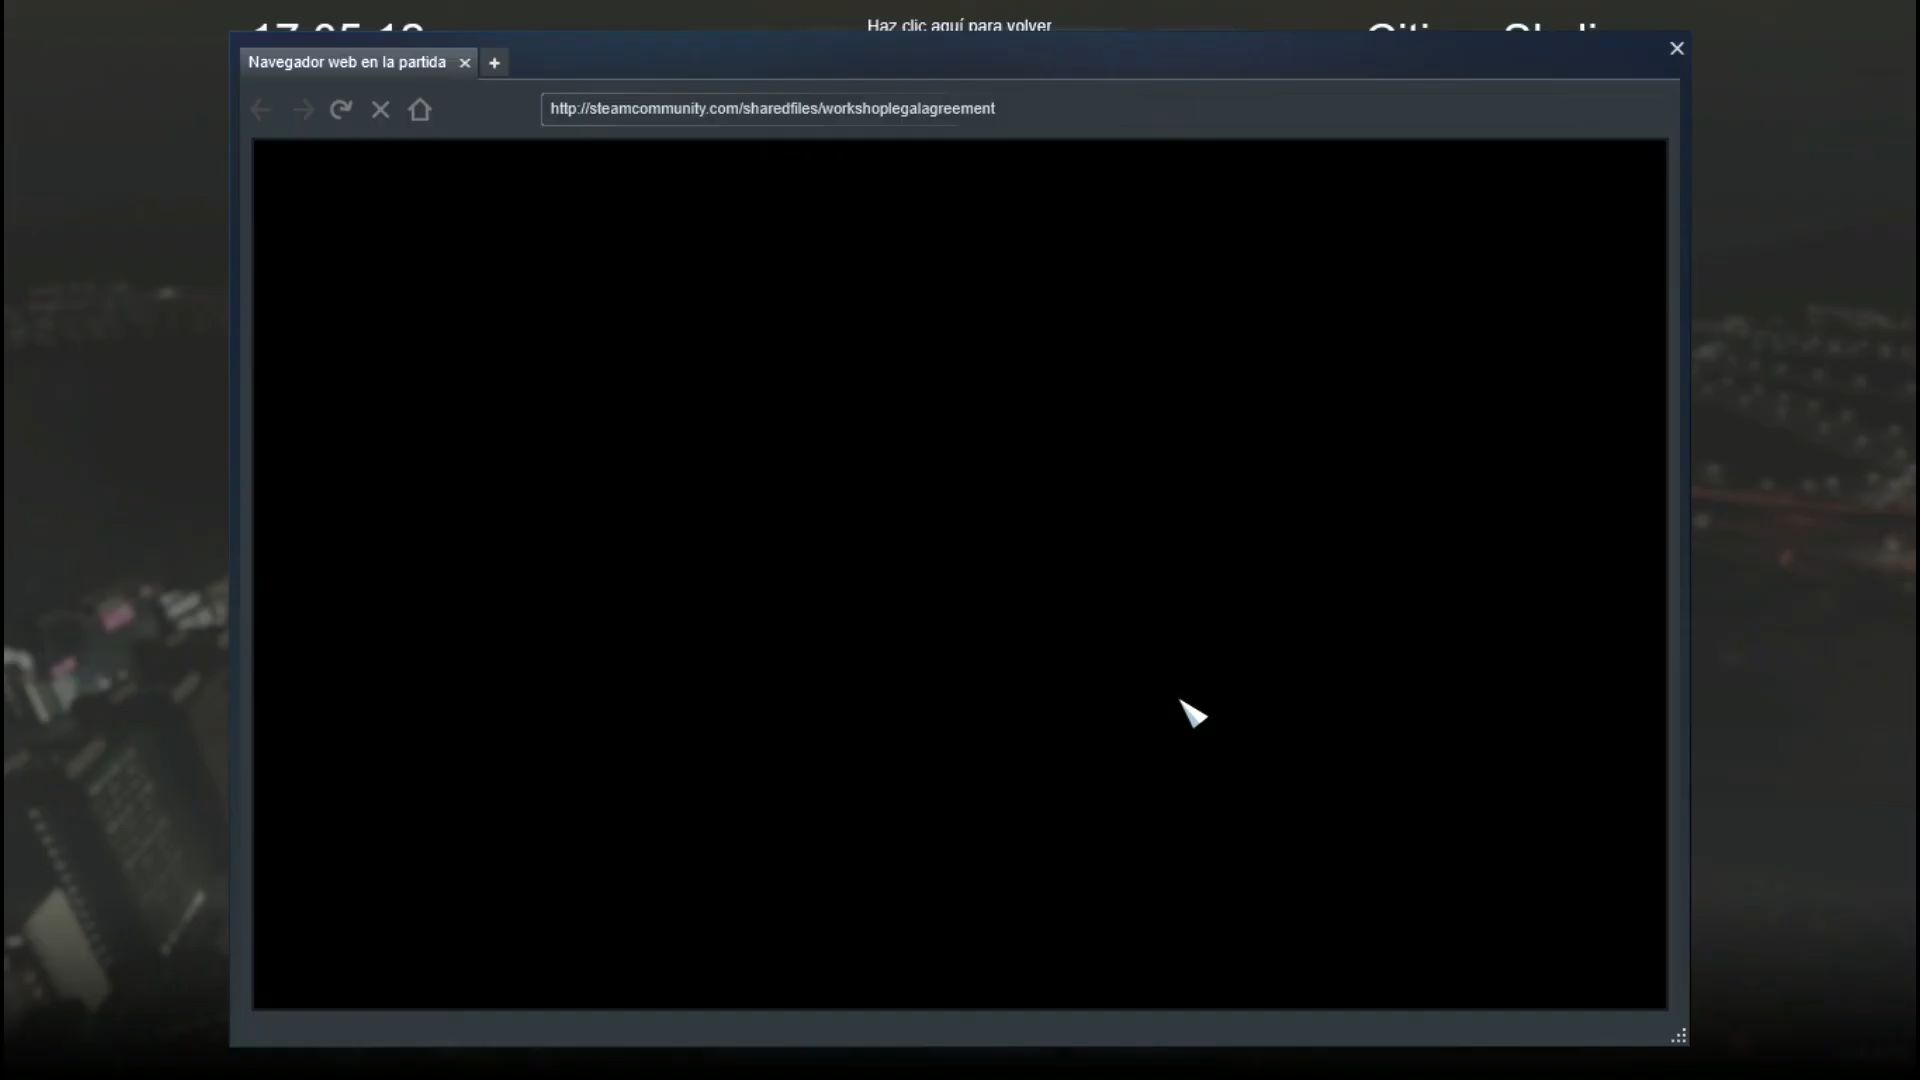 Haz clic aquí para volver
Navegador web en la partida
http://steamcommunity.com/sharedfiles/workshoplegalagreement